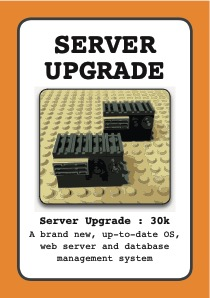 SERVER
UPGRADE
Server Upgrade : 30k
A brand new, up-to-date OS,
web server and database
management system